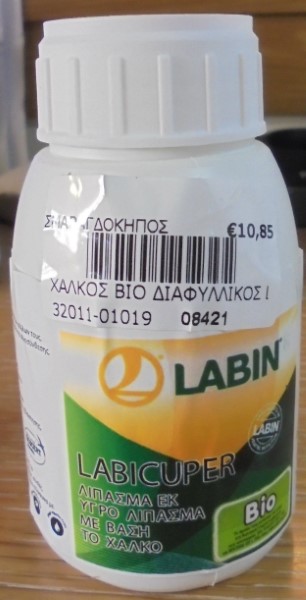 ΣΜΑΡΑΓΔΟΚΗΠΟΣ €10,85
ΧΑΛΚΟΣ ΒΙΟ ΔΙΑΦΥΛΛΙΚΟΣ
32011-01019 08421
LABIN
LABIN
LABICUPER
ΛΙΠΑΣΜΑ ΕΚ
ΥΓΡΟ ΛΙΠΑΣΜΑ
ΜΕ ΒΑΣΗ
ΤΟ ΧΑΛΚΟ
Bio